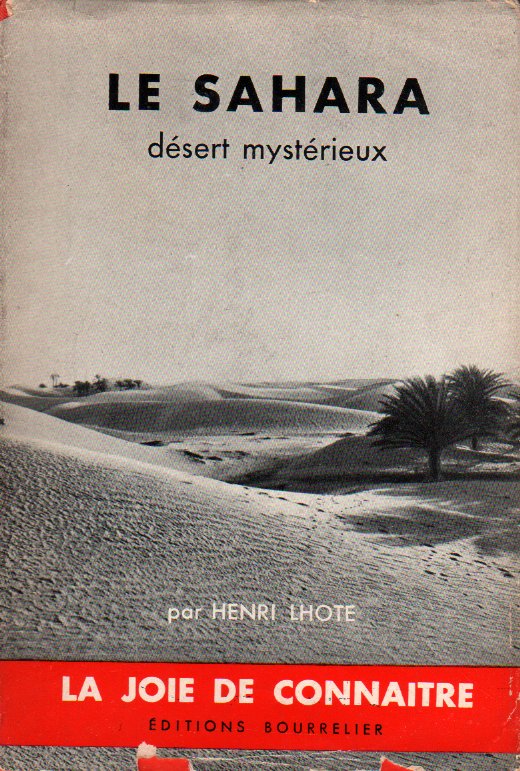 LE SAHARA
désert mystérieux
par HENRI LHOTE
LA JOIE DE CONNAITRE
ÉDITIONS BOURRELIER